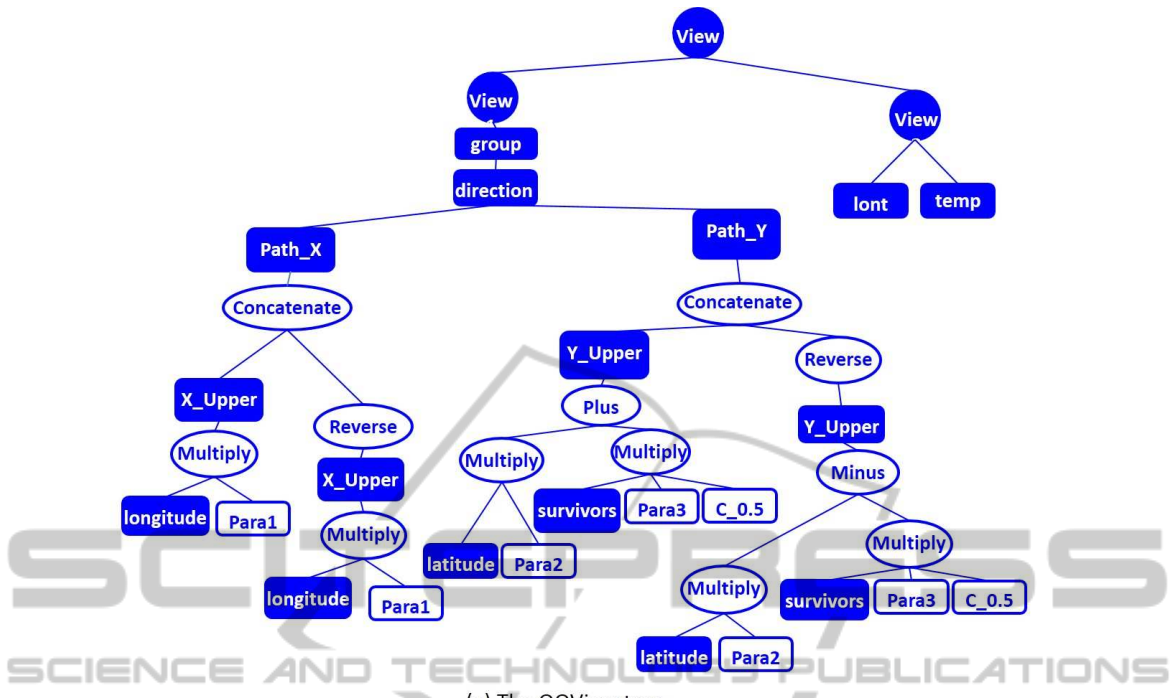 View
View
View
group
direction
lont
temp
Path_X
Path_Y
Concatenate
Concatenate
Y_Upper
Reverse
X_Upper
Plus
Reverse
Y_Upper
Multiply
Multiply
Multiply
X_Upper
Minus
longitude
Para1
survivors
Para3
C_0.5
Multiply
Multiply
latitude
Para2
longitude
Para1
Multiply
survivors
Para3
C_0.5
latitude
Para2
SCITEPRESS
SCIENCE AND TECHNOLOGY PUBLICATIONS